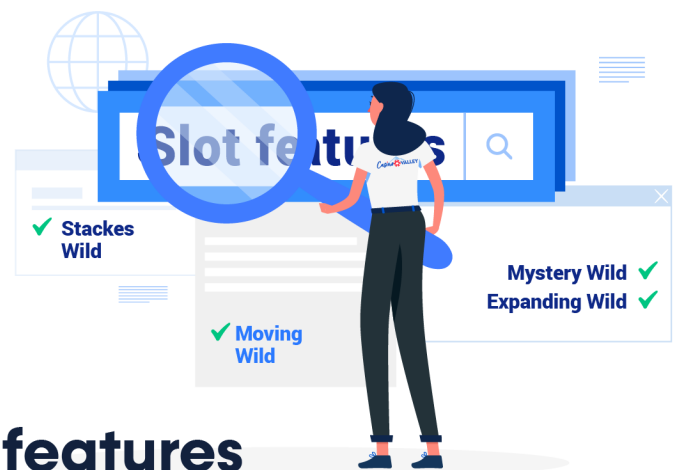 Slot features
Casino VALLEY
Stackes
Wild
Mystery Wild
Expanding Wild
Moving
Wild
features